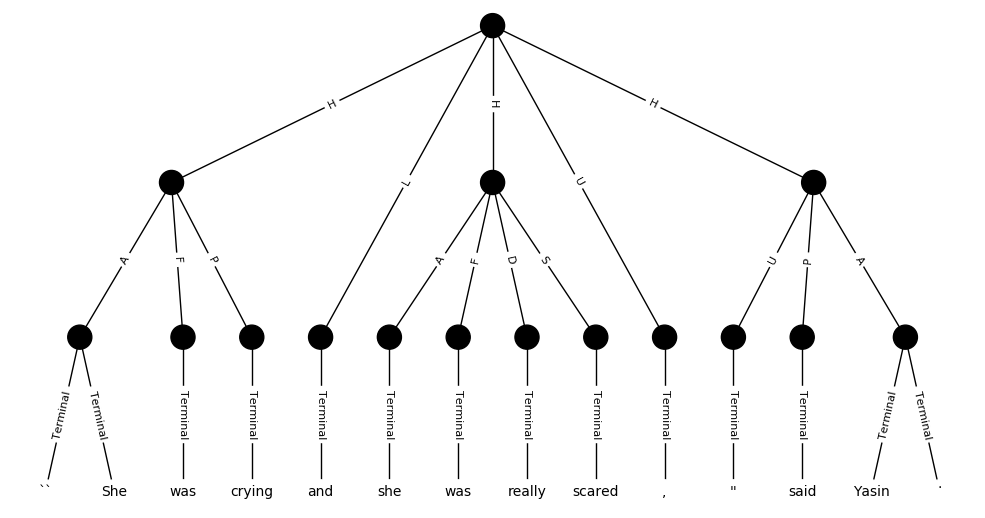 H L H U H
A F P A F D S U P A
Terminal Terminal Terminal Terminal Terminal Terminal Terminal Terminal Terminal Terminal Terminal Terminal Terminal Terminal
`` She was crying and she was really scared , " said Yasin .